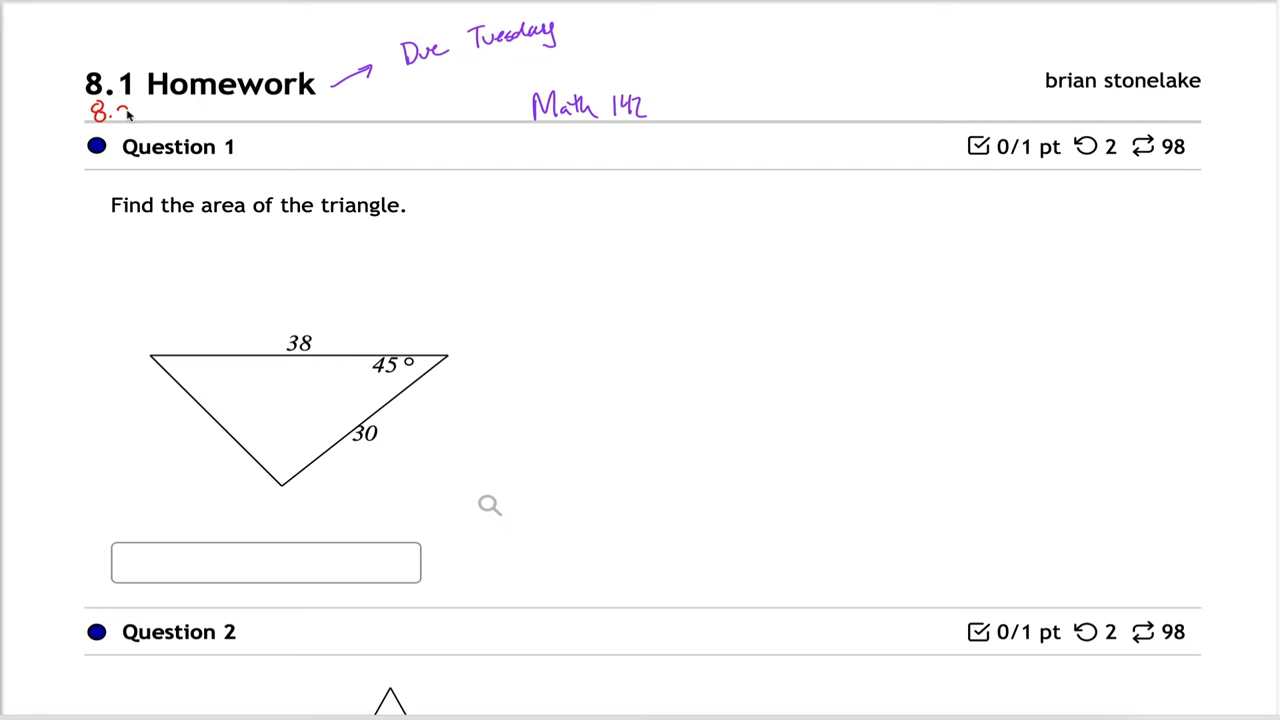 Due Tuesday
8.1 Homework
brian stonelake
8.
Math 142
Question 1
0/1 pt 2 98
Find the area of the triangle.
38
45°
30
Question 2
0/1 pt 2 98